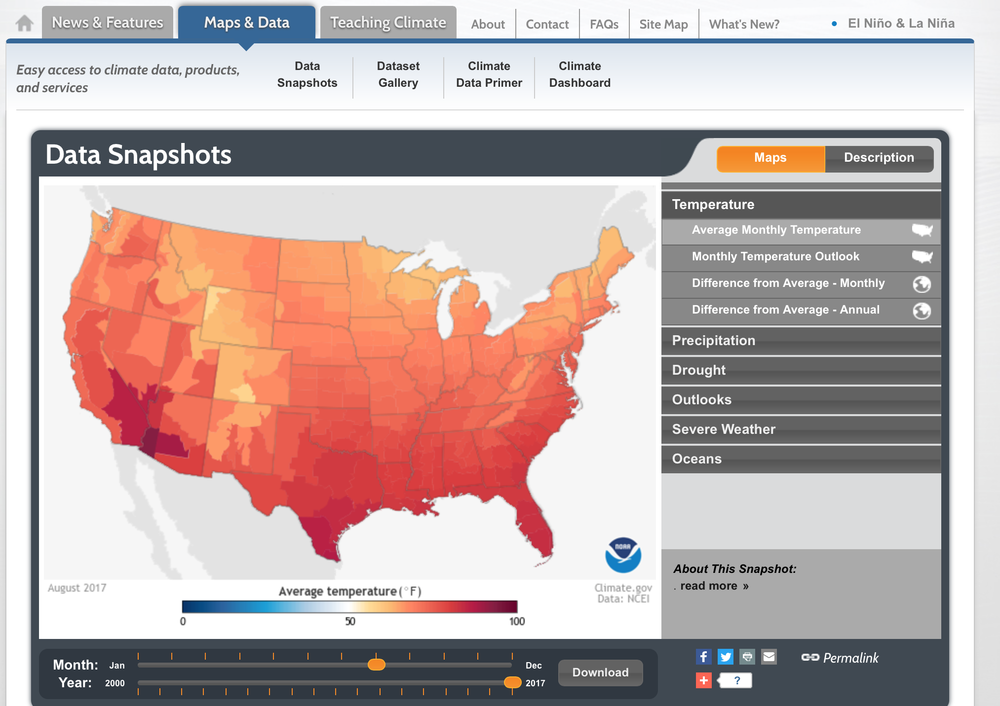 News & Features
Maps & Data
Teaching Climate
About
Contact
FAQs
Site Map
What's New?
• El Niño & La Niña
Easy access to climate data, products,
and services
Data
Snapshots
Dataset
Gallery
Climate
Data Primer
Climate
Dashboard
Data Snapshots
Maps
Description
Temperature
Average Monthly Temperature
Monthly Temperature Outlook
Difference from Average - Monthly
Difference from Average - Annual
Precipitation
Drought
Outlooks
Severe Weather
Oceans
NOAA
August 2017
Average temperature (°F)
0
50
100
Climate.gov
Data: NCEI
About This Snapshot:
. read more »
Month:
Jan
Dec
Year:
2000
2017
Download
Permalink
?